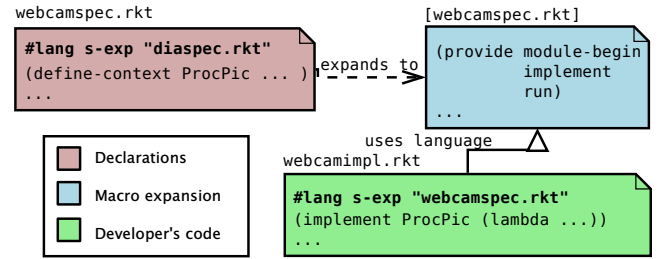 webcamspec.rkt
#lang s-exp "diaspec.rkt"
(define-context ProcPic ... )
...
expands to
[webcamspec.rkt]
(provide module-begin
implement
run)
...
uses language
webcamimpl.rkt
#lang s-exp "webcamspec.rkt"
(implement ProcPic (lambda ...))
...
Declarations
Macro expansion
Developer's code